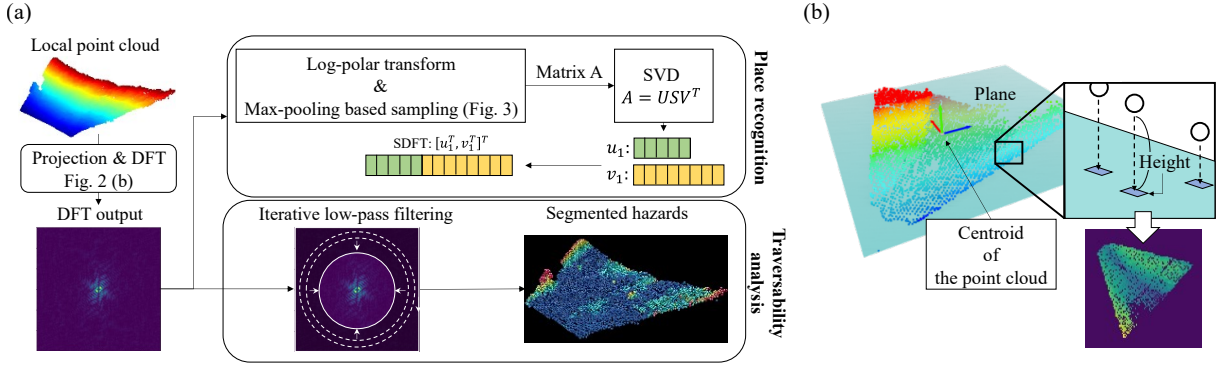 (a)
Local point cloud
Projection & DFT
Fig. 2 (b)
DFT output
Log-polar transform
&
Max-pooling based sampling (Fig. 3)
Matrix A
SVD
A = USV^T
SDFT: [u_1^T, v_1^T]^T
u_1:
v_1:
Place recognition
Iterative low-pass filtering
Segmented hazards
Traversability
analysis
(b)
Plane
Height
Centroid
of
the point cloud